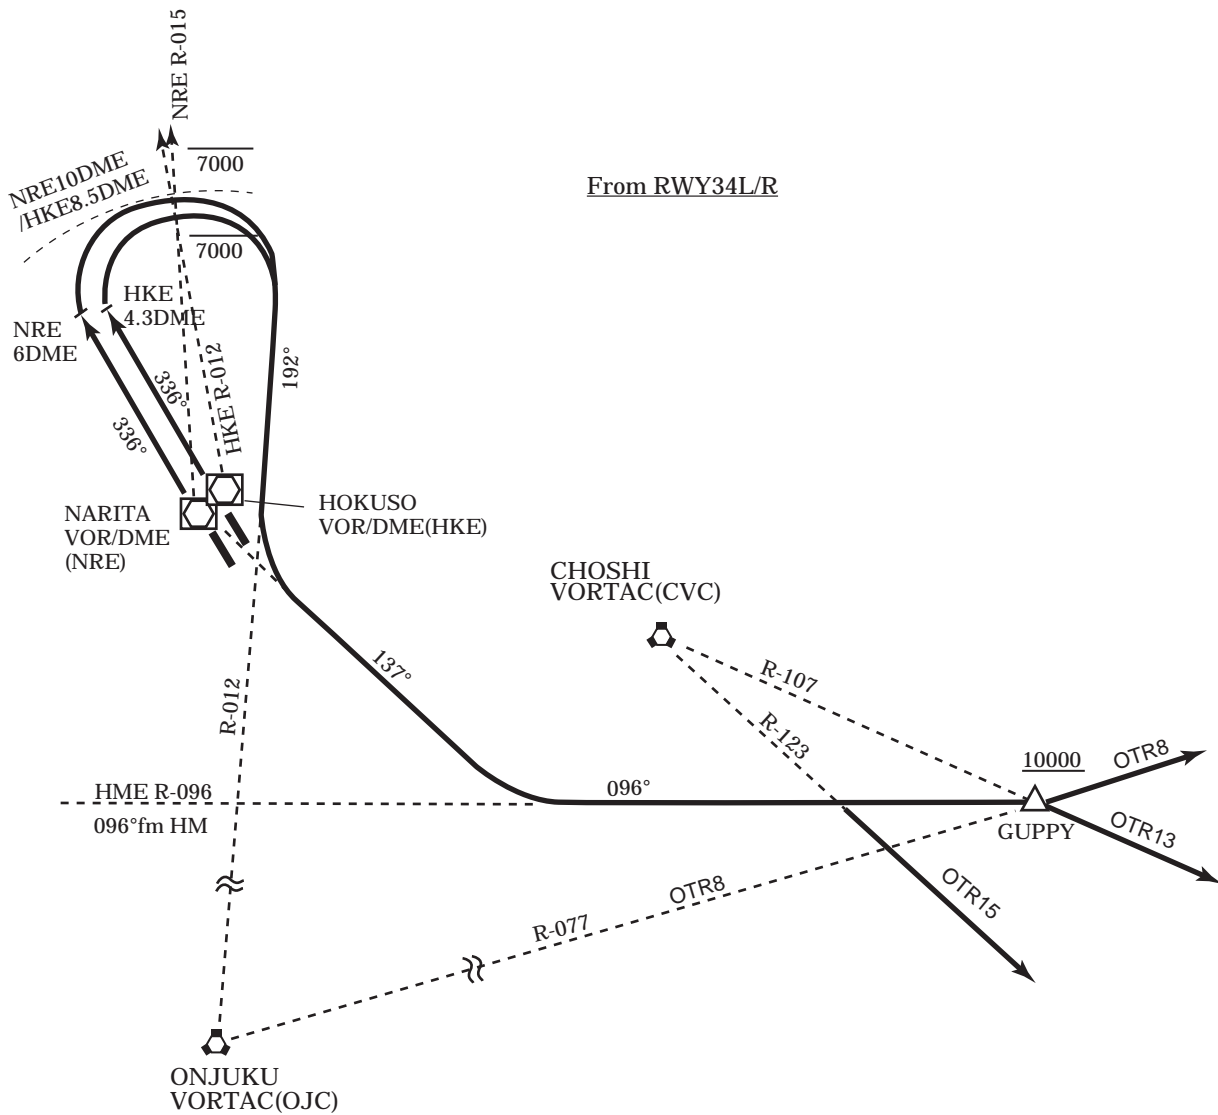 NRE R-015
7000
NRE10DME
/HKE8.5DME
From RWY34L/R
7000
HKE
4.3DME
NRE
6DME
HKE R-012
192°
336°
336°
NARITA
VOR/DME
(NRE)
HOKUSO
VOR/DME(HKE)
CHOSHI
VORTAC(CVC)
137°
R-107
R-012
R-123
10000
OTR8
HME R-096
096°
096°fm HM
GUPPY
OTR13
OTR8
OTR15
R-077
ONJUKU
VORTAC(OJC)